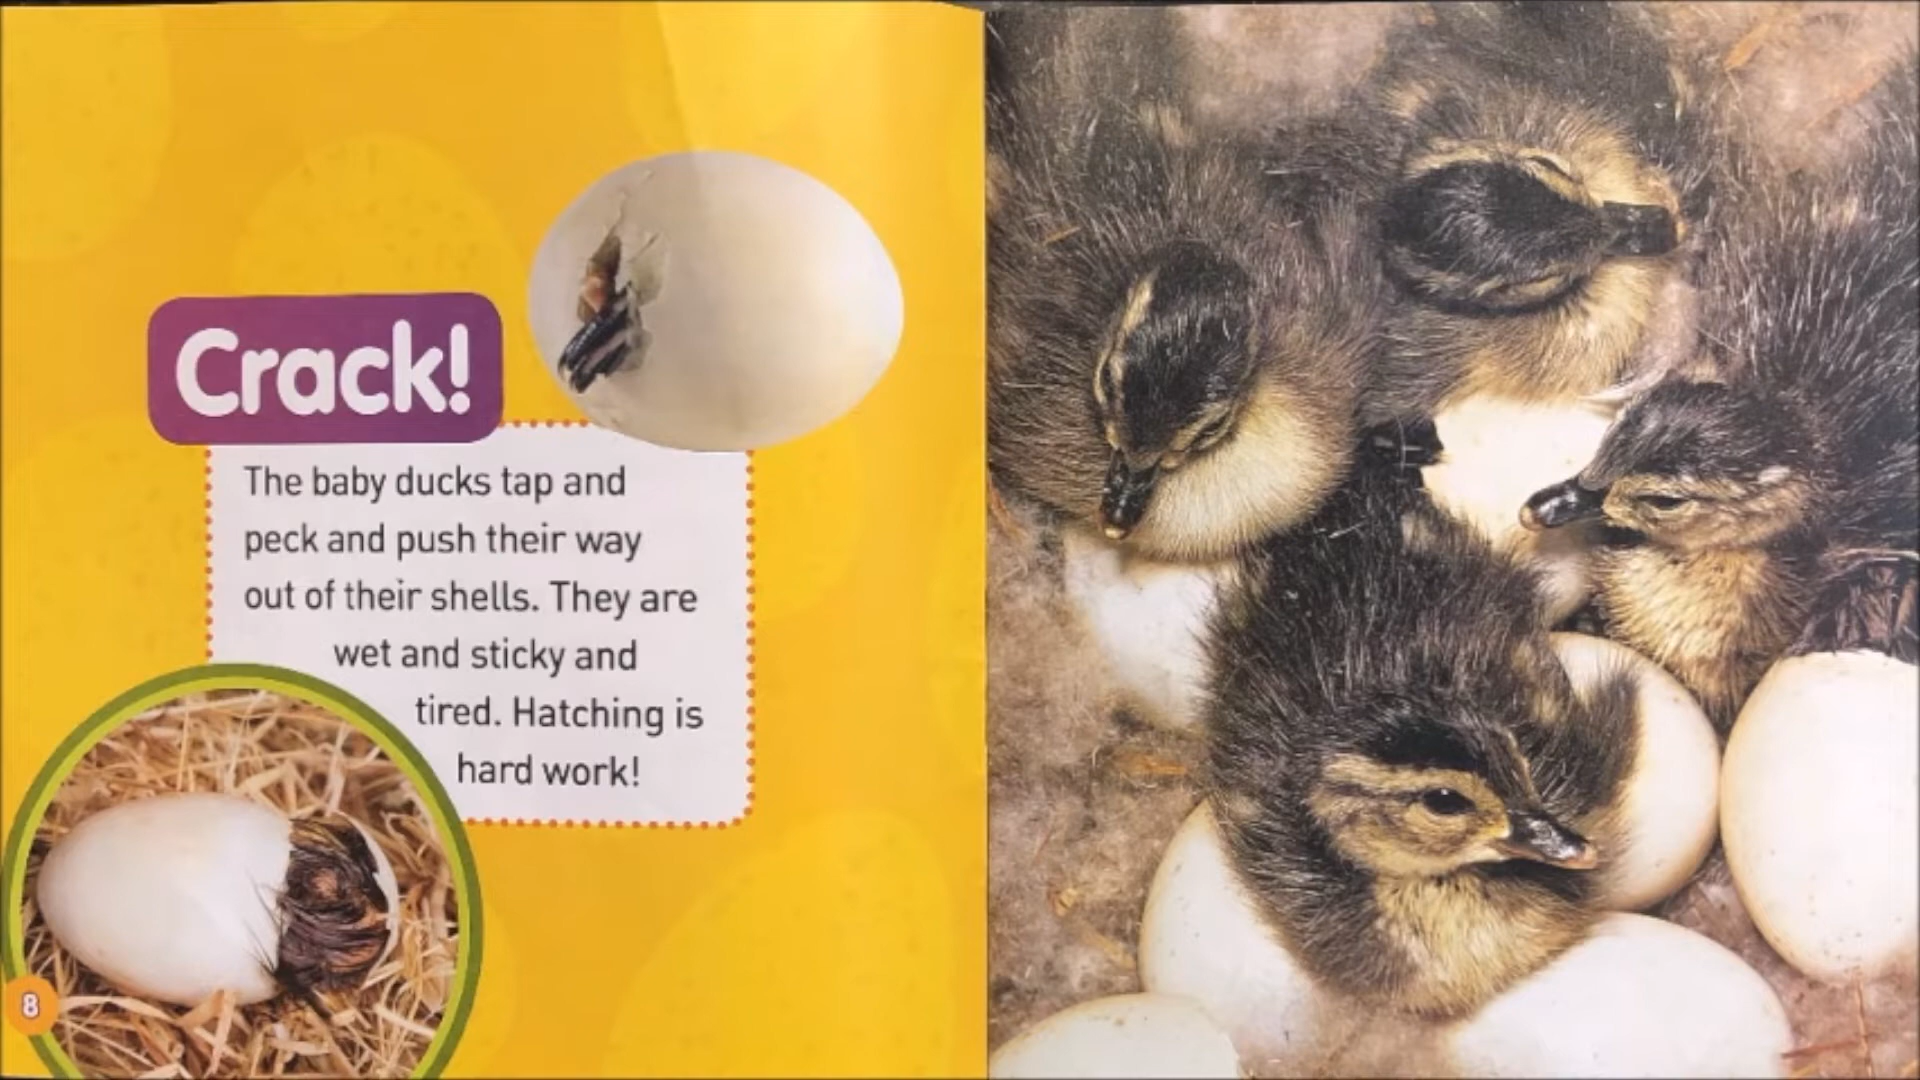 Crack!
The baby ducks tap and
peck and push their way
out of their shells. They are
wet and sticky and
tired. Hatching is
hard work!
8